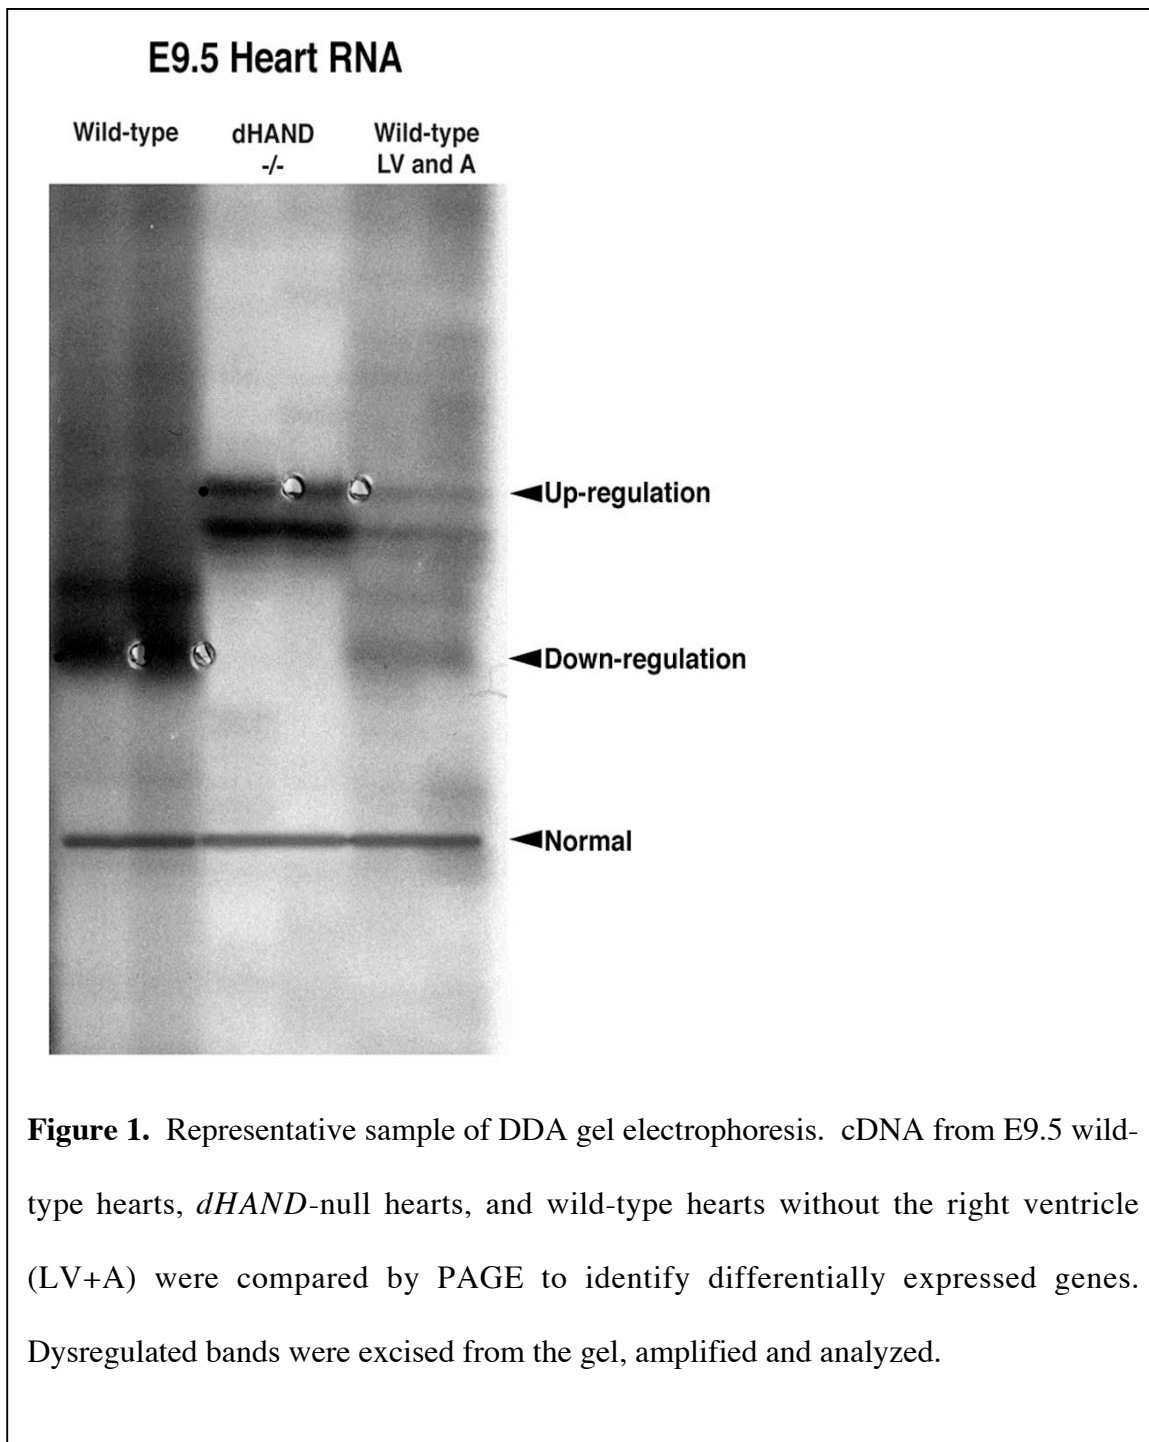 E9.5 Heart RNA
Wild-type dHAND Wild-type
-/- LV and A
Up-regulation
Down-regulation
Normal
Figure 1. Representative sample of DDA gel electrophoresis. cDNA from E9.5 wild-
type hearts, dHAND-null hearts, and wild-type hearts without the right ventricle
(LV+A) were compared by PAGE to identify differentially expressed genes.
Dysregulated bands were excised from the gel, amplified and analyzed.